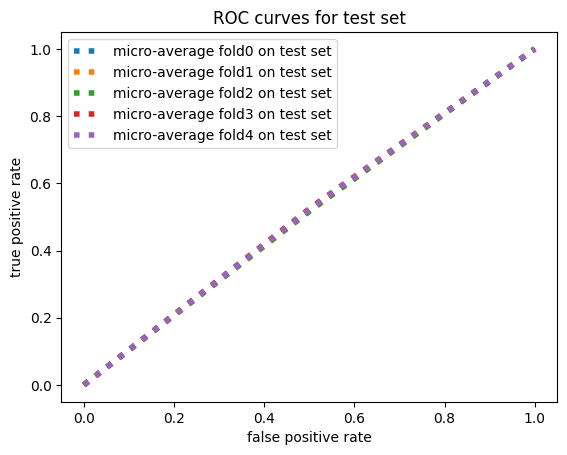 ROC curves for test set
micro-average fold0 on test set
micro-average fold1 on test set
micro-average fold2 on test set
micro-average fold3 on test set
micro-average fold4 on test set
true positive rate
1.0
0.8
0.6
0.4
0.2
0.0
0.0 0.2 0.4 0.6 0.8 1.0
false positive rate